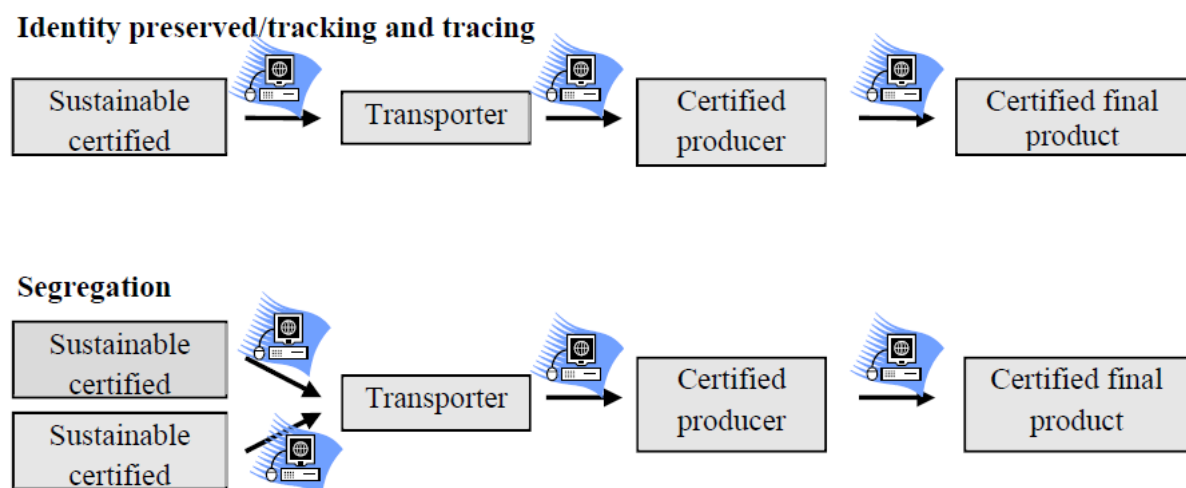 Identity preserved/tracking and tracing
Sustainable
certified
Transporter
Certified
producer
Certified final
product
Segregation
Sustainable
certified
Sustainable
certified
Transporter
Certified
producer
Certified final
product